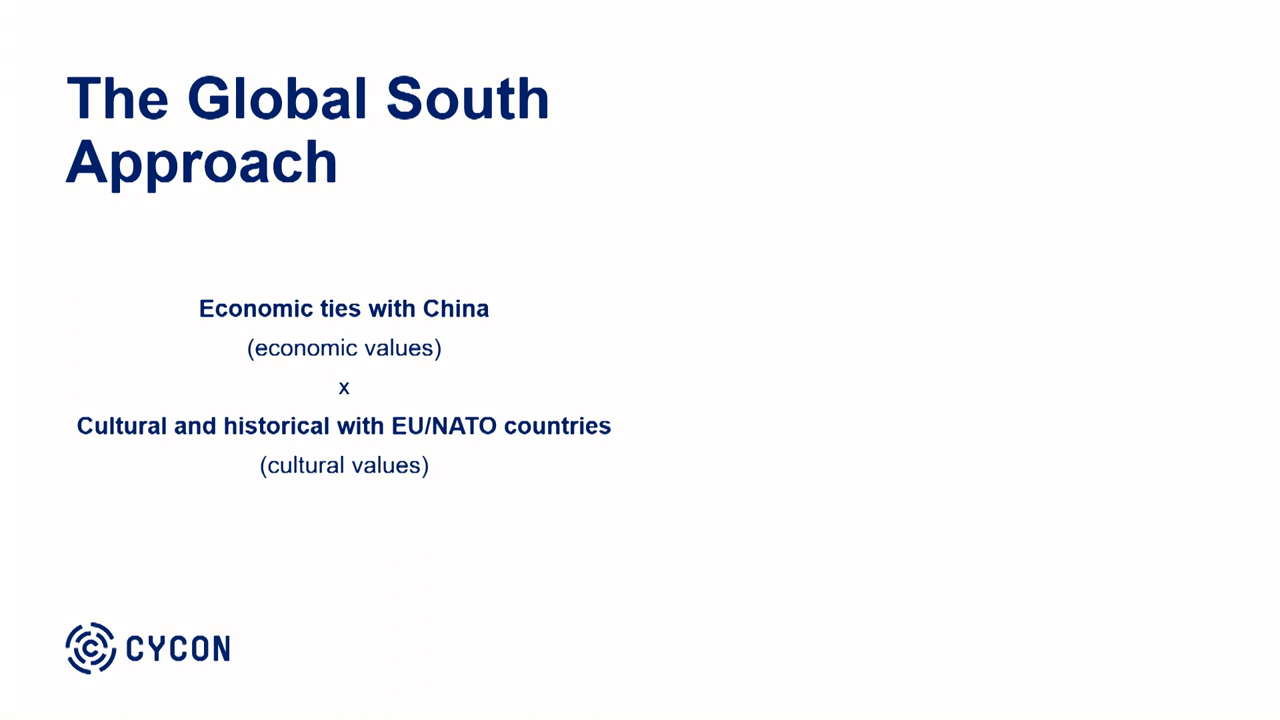 The Global South
Approach
Economic ties with China
(economic values)
x
Cultural and historical with EU/NATO countries
(cultural values)
CYCON